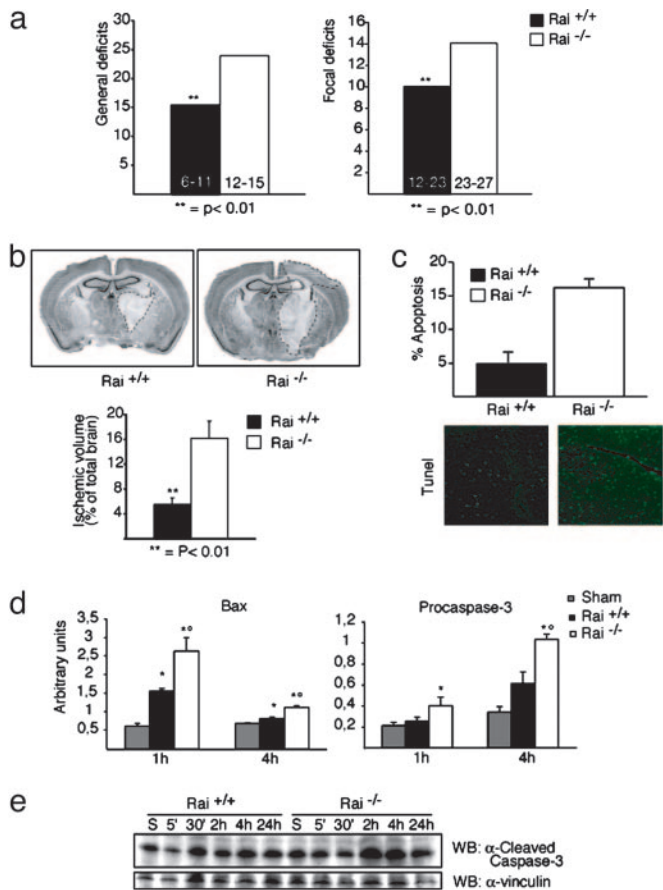 a
General deficits
30
25
20
15
10
5
**
6-11
12-15
** = p< 0.01
Focal deficits
16
14
12
10
8
6
4
2
**
12-23
23-27
** = p< 0.01
Rai +/+
Rai -/-
b
Rai +/+
Rai -/-
Ischemic volume
(% of total brain)
20
16
12
8
4
**
** = P< 0.01
Rai +/+
Rai -/-
c
% Apoptosis
20
15
10
5
Rai +/+
Rai -/-
Rai +/+
Rai -/-
Tunel
d
Bax
Arbitrary units
3,5
3
2,5
2
1,5
1
0,5
*
*°
*
*°
1h
4h
Procaspase-3
1,2
1
0,8
0,6
0,4
0,2
*
*°
1h
4h
Sham
Rai +/+
Rai -/-
e
Rai +/+
Rai -/-
S 5' 30' 2h 4h 24h S 5' 30' 2h 4h 24h
WB: α-Cleaved
Caspase-3
WB: α-vinculin